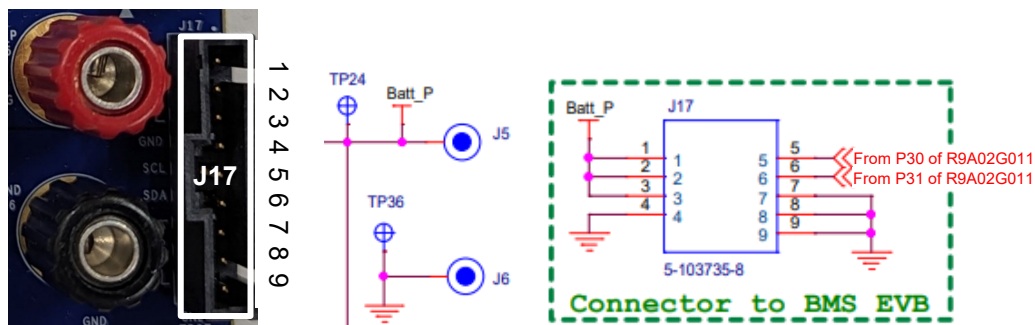 J17
GND
SCL
SDA
GND
J17
1
2
3
4
5
6
7
8
9
TP24
Batt_P
J5
TP36
J6
Batt_P
J17
1
2
3
4
1
2
3
4
5
6
7
8
9
5
6
7
8
9
From P30 of R9A02G011
From P31 of R9A02G011
5-103735-8
Connector to BMS EVB